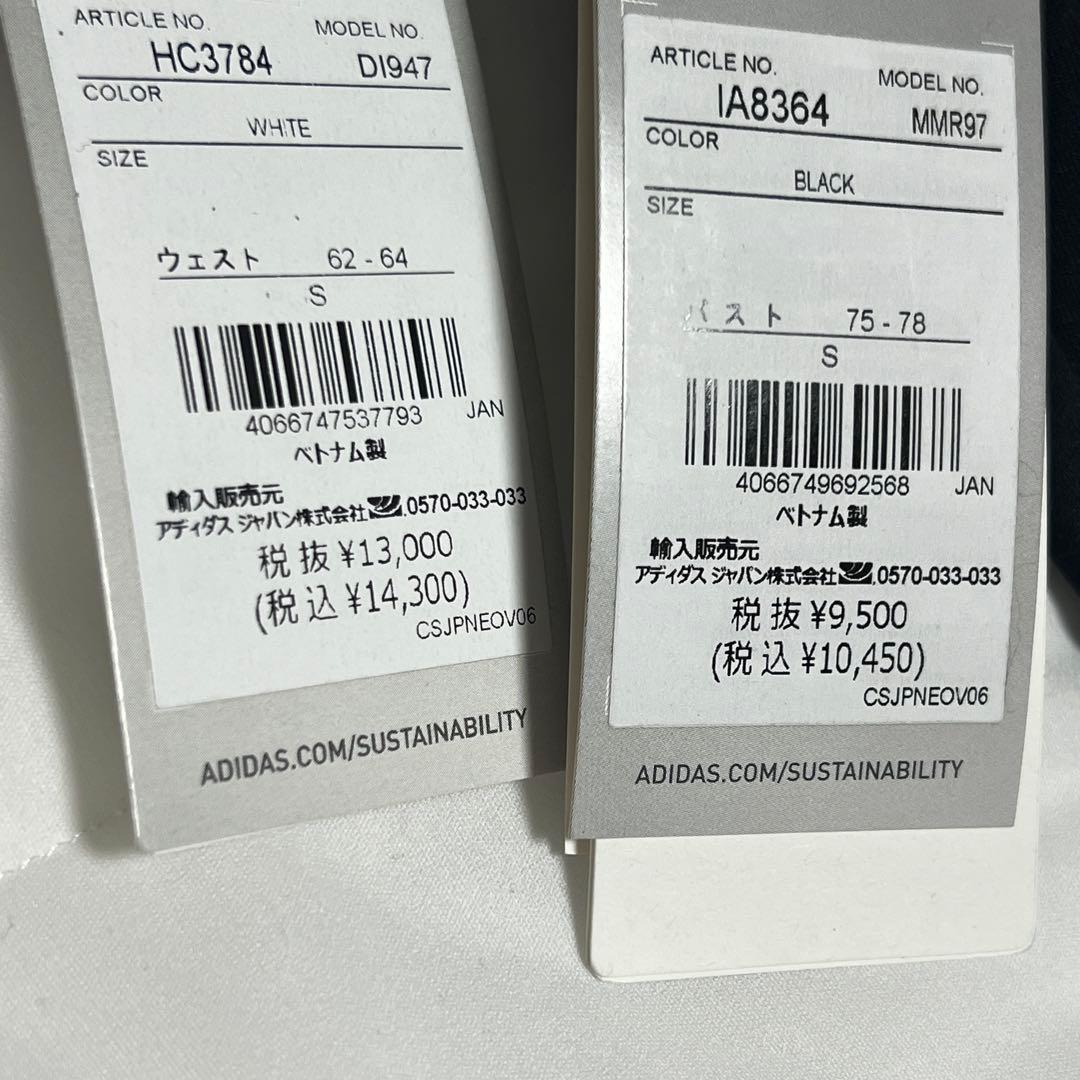 ARTICLE NO.
MODEL NO.
HC3784
DI947
COLOR
WHITE
SIZE
ウェスト 62 - 64
S
4066747537793 JAN
ベトナム製
輸入販売元
アディダス ジャパン株式会社 0570-033-033
税抜 ¥13,000
(税込 ¥14,300)
CSJPNEOV06
ADIDAS.COM/SUSTAINABILITY
ARTICLE NO.
MODEL NO.
IA8364
MMR97
COLOR
BLACK
SIZE
バスト 75 - 78
S
4066749692568 JAN
ベトナム製
輸入販売元
アディダス ジャパン株式会社 0570-033-033
税抜 ¥9,500
(税込 ¥10,450)
CSJPNEOV06
ADIDAS.COM/SUSTAINABILITY